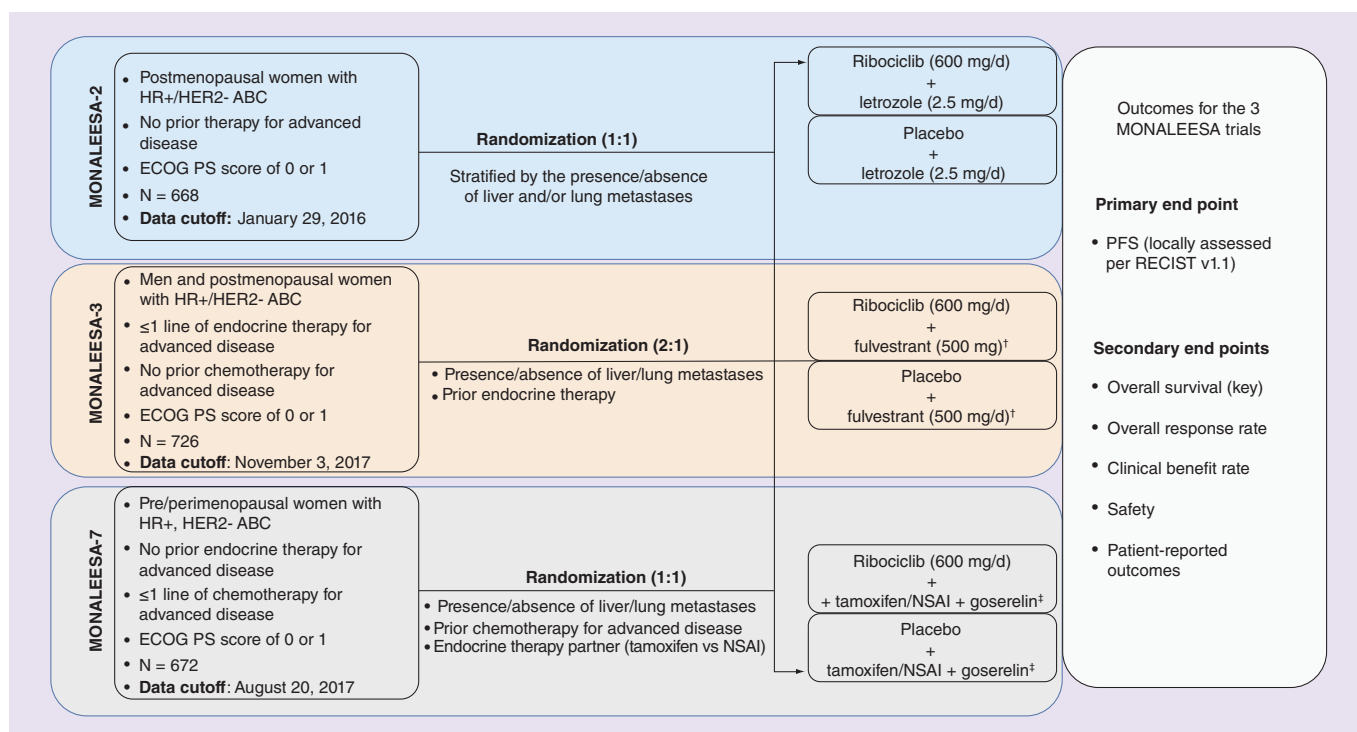 MONALEESA-2
• Postmenopausal women with
HR+/HER2- ABC
• No prior therapy for advanced
disease
• ECOG PS score of 0 or 1
• N = 668
• Data cutoff: January 29, 2016
Randomization (1:1)
Stratified by the presence/absence
of liver and/or lung metastases
Ribociclib (600 mg/d)
+
letrozole (2.5 mg/d)
Placebo
+
letrozole (2.5 mg/d)
MONALEESA-3
• Men and postmenopausal women
with HR+/HER2- ABC
• ≤1 line of endocrine therapy for
advanced disease
• No prior chemotherapy for
advanced disease
• ECOG PS score of 0 or 1
• N = 726
• Data cutoff: November 3, 2017
Randomization (2:1)
• Presence/absence of liver/lung metastases
• Prior endocrine therapy
Ribociclib (600 mg/d)
+
fulvestrant (500 mg)†
Placebo
+
fulvestrant (500 mg/d)†
MONALEESA-7
• Pre/perimenopausal women with
HR+, HER2- ABC
• No prior endocrine therapy for
advanced disease
• ≤1 line of chemotherapy for
advanced disease
• ECOG PS score of 0 or 1
• N = 672
• Data cutoff: August 20, 2017
Randomization (1:1)
• Presence/absence of liver/lung metastases
• Prior chemotherapy for advanced disease
• Endocrine therapy partner (tamoxifen vs NSAI)
Ribociclib (600 mg/d)
+
+ tamoxifen/NSAI + goserelin‡
Placebo
+
tamoxifen/NSAI + goserelin‡
Outcomes for the 3
MONALEESA trials
Primary end point
• PFS (locally assessed
per RECIST v1.1)
Secondary end points
• Overall survival (key)
• Overall response rate
• Clinical benefit rate
• Safety
• Patient-reported
outcomes